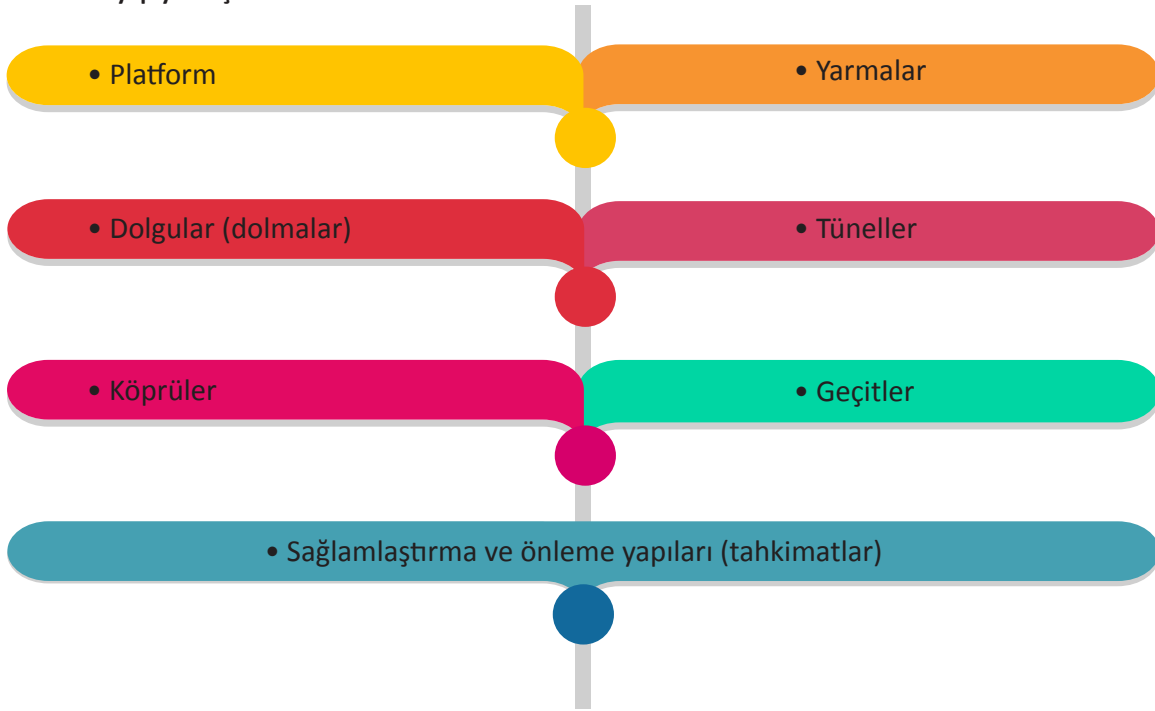 • Platform
• Yarmalar
• Dolgular (dolmalar)
• Tüneller
• Köprüler
• Geçitler
• Sağlamlaştırma ve önleme yapıları (tahkimatlar)